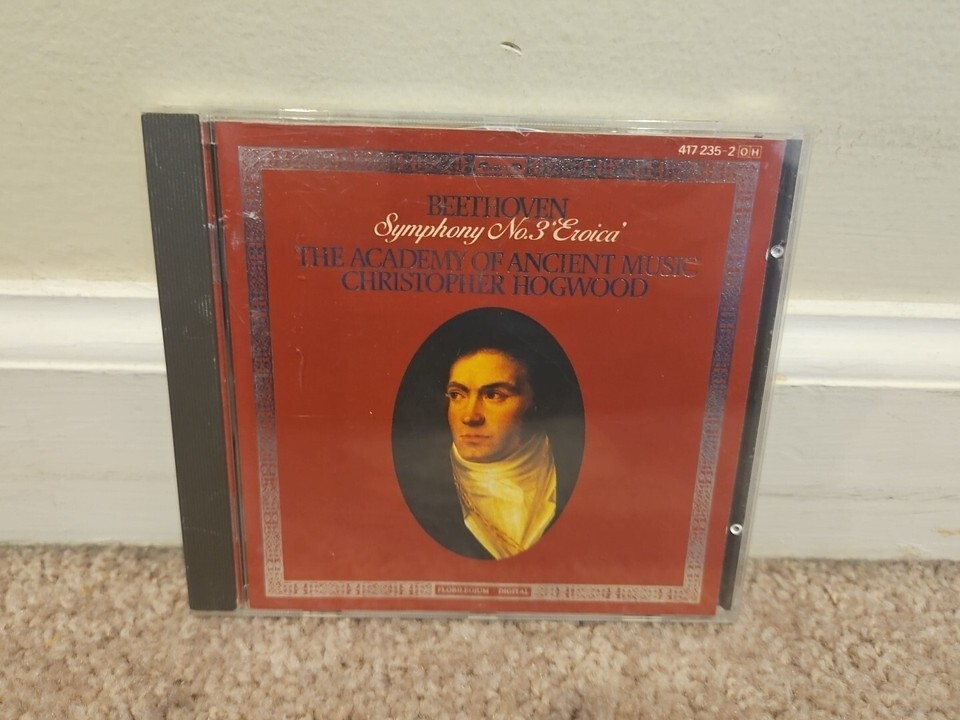 417 235-2 OH
BEETHOVEN
Symphony No.3 'Eroica'
THE ACADEMY OF ANCIENT MUSIC
CHRISTOPHER HOGWOOD
FLORILEGIUM DIGITAL